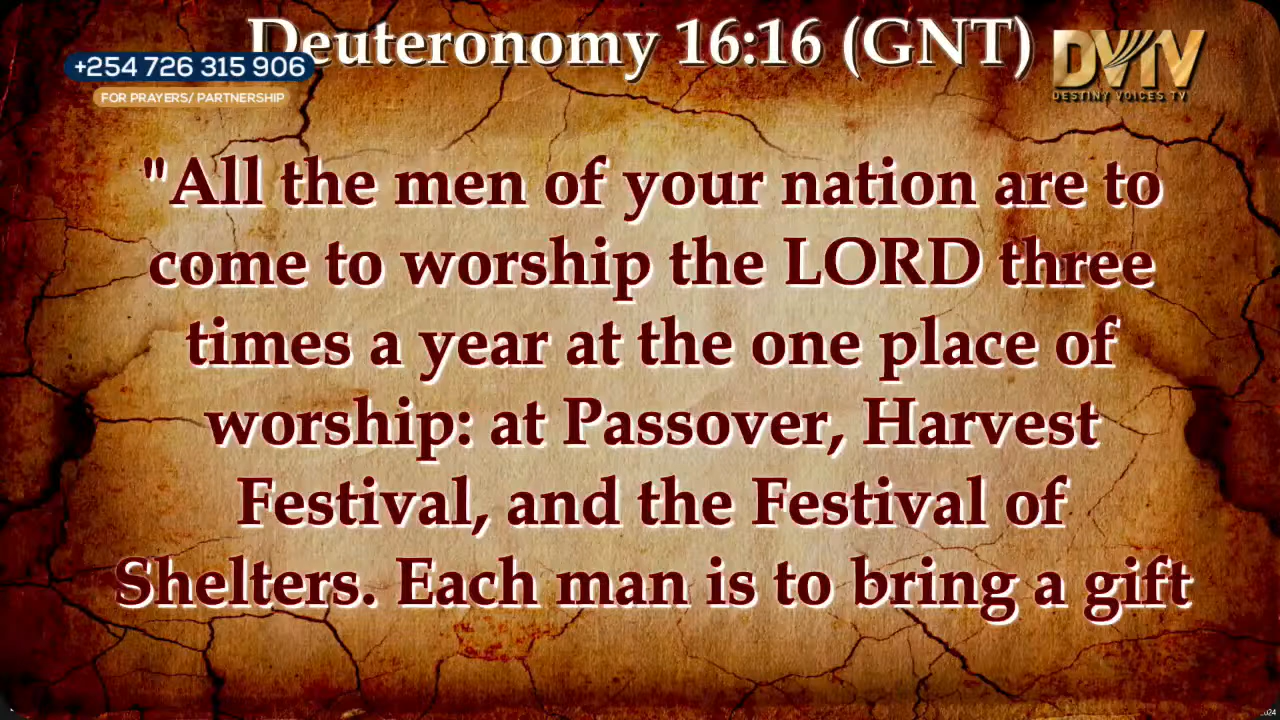 Deuteronomy 16:16 (GNT)
+254 726 315 906
FOR PRAYERS/ PARTNERSHIP
DVTV
DESTINY VOICES TV
"All the men of your nation are to
come to worship the LORD three
times a year at the one place of
worship: at Passover, Harvest
Festival, and the Festival of
Shelters. Each man is to bring a gift